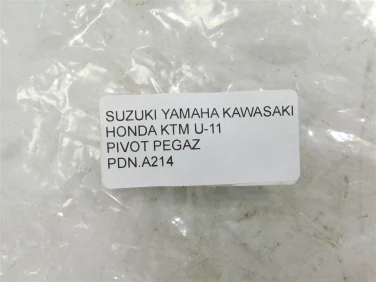 SUZUKI YAMAHA KAWASAKI
HONDA KTM U-11
PIVOT PEGAZ
PDN.A214